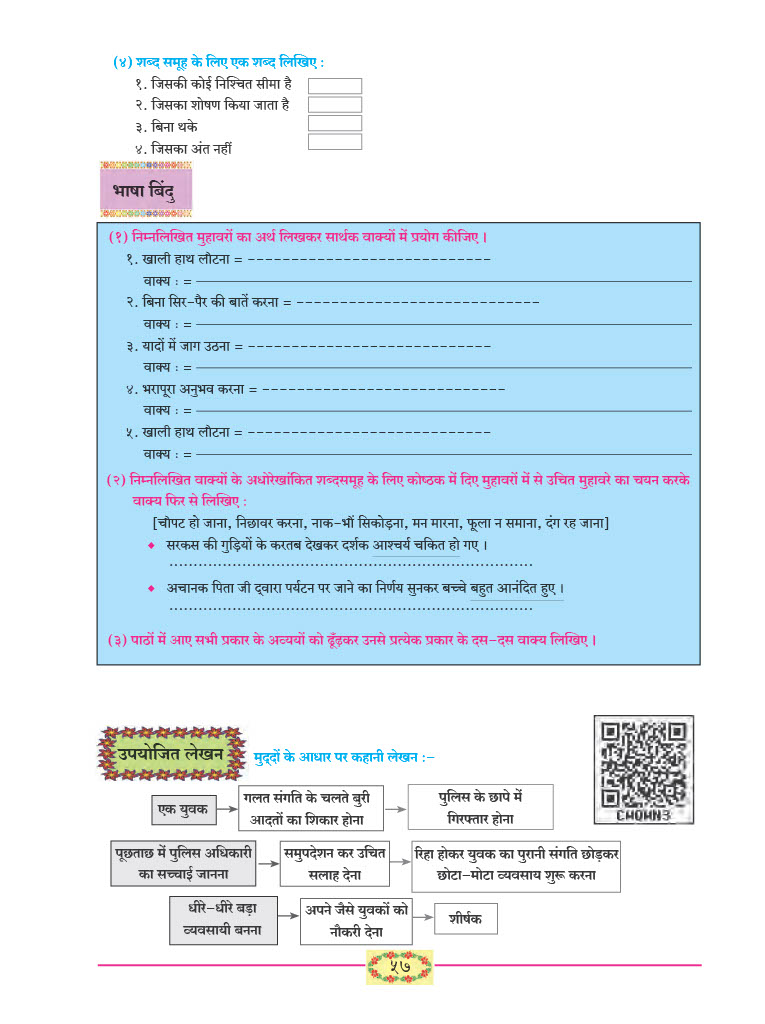 (४) शब्द समूह के लिए एक शब्द लिखिए :
१. जिसकी कोई निश्चित सीमा है
२. जिसका शोषण किया जाता है
३. बिना थके
४. जिसका अंत नहीं
भाषा बिंदु
(१) निम्नलिखित मुहावरों का अर्थ लिखकर सार्थक वाक्यों में प्रयोग कीजिए ।
१. खाली हाथ लौटना = ----------------------------
वाक्य : =
२. बिना सिर-पैर की बातें करना = ----------------------------
वाक्य : =
३. यादों में जाग उठना = ----------------------------
वाक्य : =
४. भरापूरा अनुभव करना = ----------------------------
वाक्य : =
५. खाली हाथ लौटना = ----------------------------
वाक्य : =
(२) निम्नलिखित वाक्यों के अधोरेखांकित शब्दसमूह के लिए कोष्ठक में दिए मुहावरों में से उचित मुहावरे का चयन करके
वाक्य फिर से लिखिए :
[चौपट हो जाना, निछावर करना, नाक-भौं सिकोड़ना, मन मारना, फूला न समाना, दंग रह जाना]
♦ सरकस की गुड़ियों के करतब देखकर दर्शक आश्चर्य चकित हो गए ।
...........................................................................
♦ अचानक पिता जी द्वारा पर्यटन पर जाने का निर्णय सुनकर बच्चे बहुत आनंदित हुए ।
...........................................................................
(३) पाठों में आए सभी प्रकार के अव्ययों को ढूँढ़कर उनसे प्रत्येक प्रकार के दस-दस वाक्य लिखिए ।
उपयोजित लेखन
मुद्दों के आधार पर कहानी लेखन :-
एक युवक
गलत संगति के चलते बुरी
आदतों का शिकार होना
पुलिस के छापे में
गिरफ्तार होना
CWQWN3
पूछताछ में पुलिस अधिकारी
का सच्चाई जानना
समुपदेशन कर उचित
सलाह देना
रिहा होकर युवक का पुरानी संगति छोड़कर
छोटा-मोटा व्यवसाय शुरू करना
धीरे-धीरे बड़ा
व्यवसायी बनना
अपने जैसे युवकों को
नौकरी देना
शीर्षक
५७